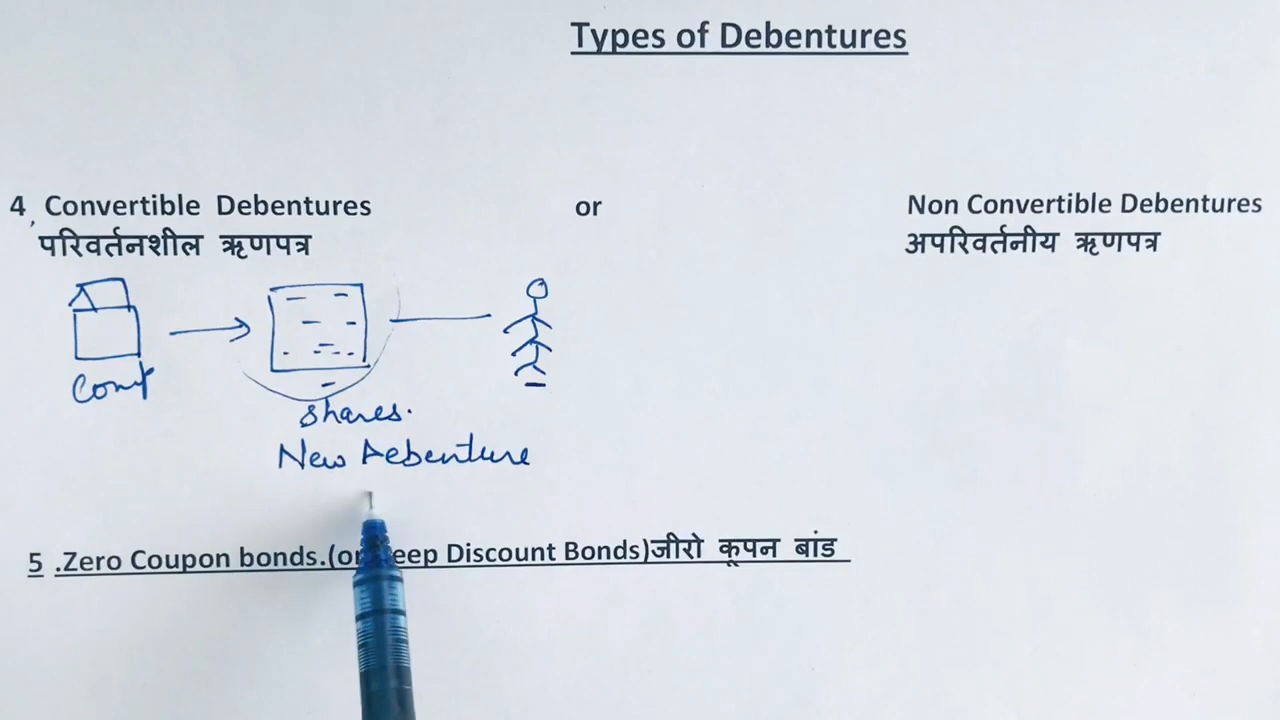 Types of Debentures
4, Convertible Debentures or Non Convertible Debentures
परिवर्तनशील ऋणपत्र अपरिवर्तनीय ऋणपत्र
Comp
Shares.
New Debenture
5 .Zero Coupon bonds.(or Deep Discount Bonds)जीरो कूपन बांड